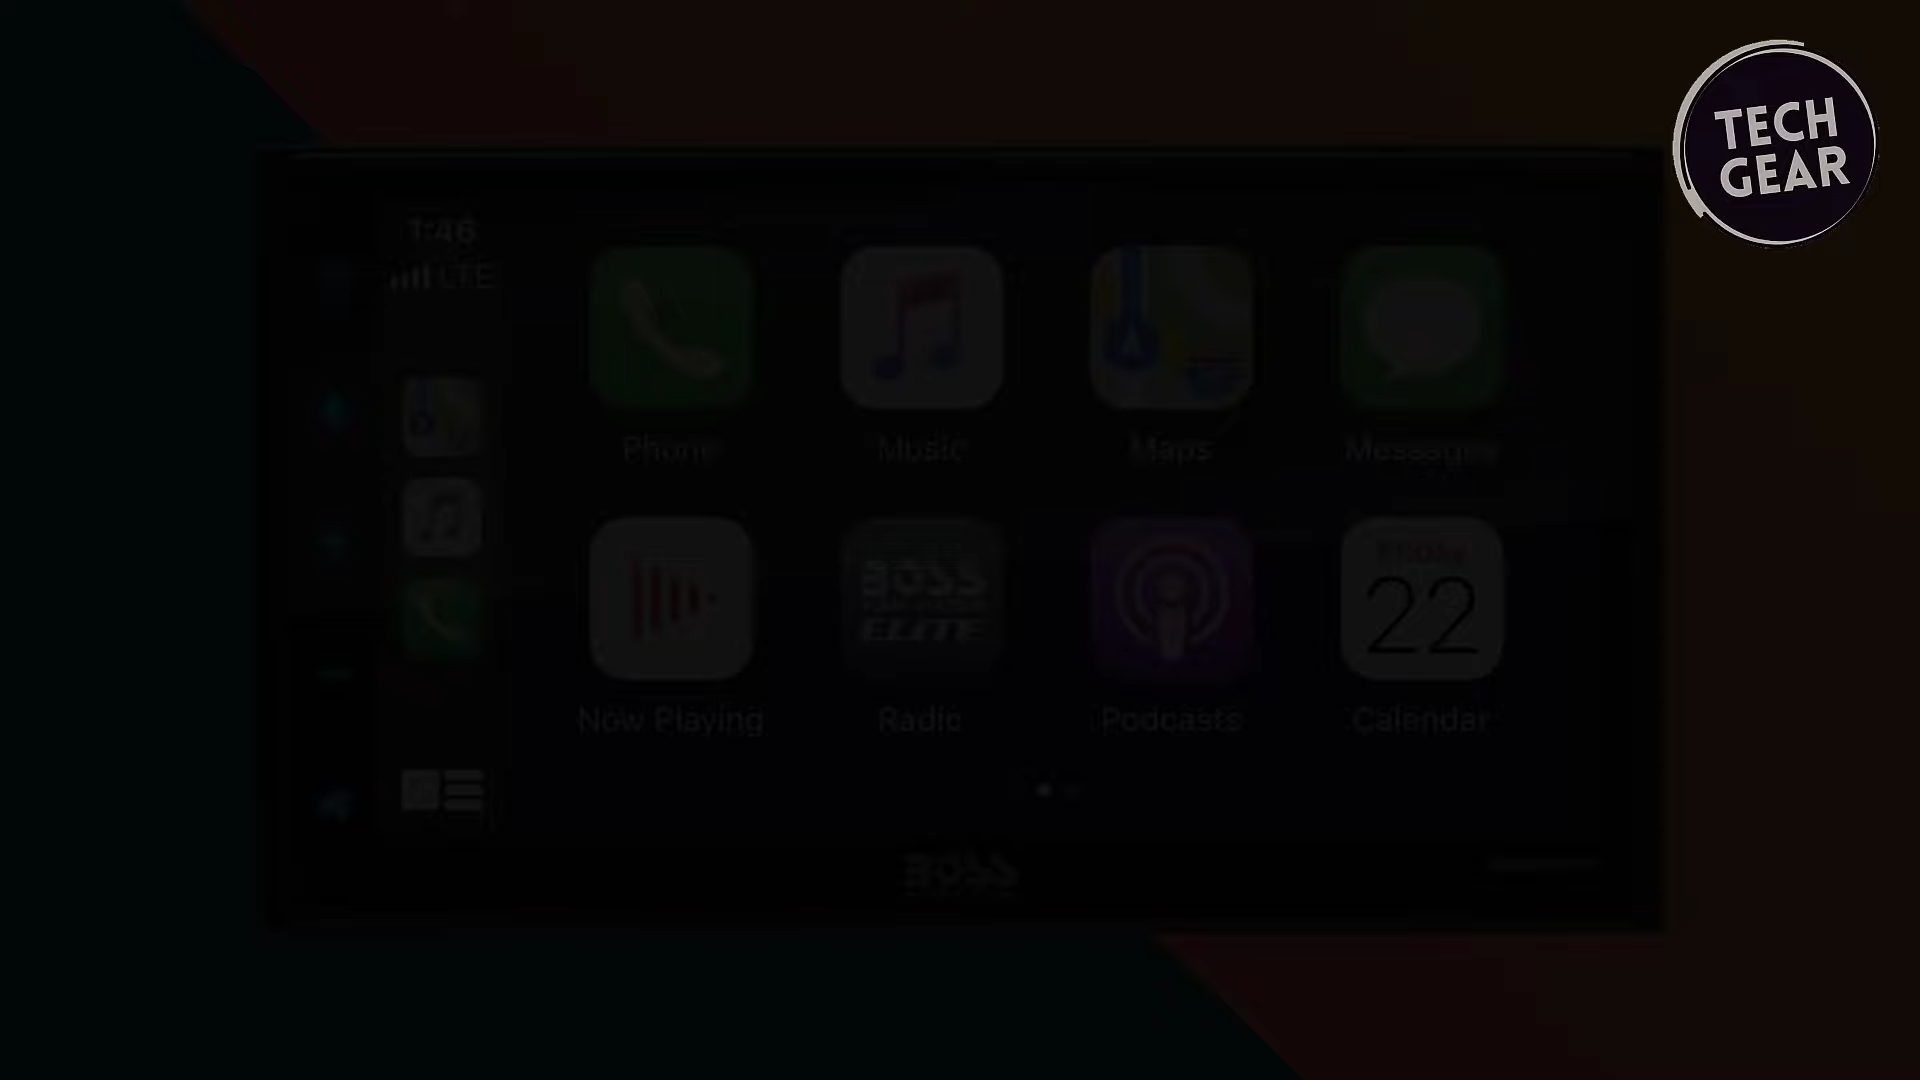 TECH
GEAR
1:46
LTE
Phone
Music
Maps
Messages
BOSS
ELITE
22
Now Playing
Radio
Podcasts
Calendar
BOSS